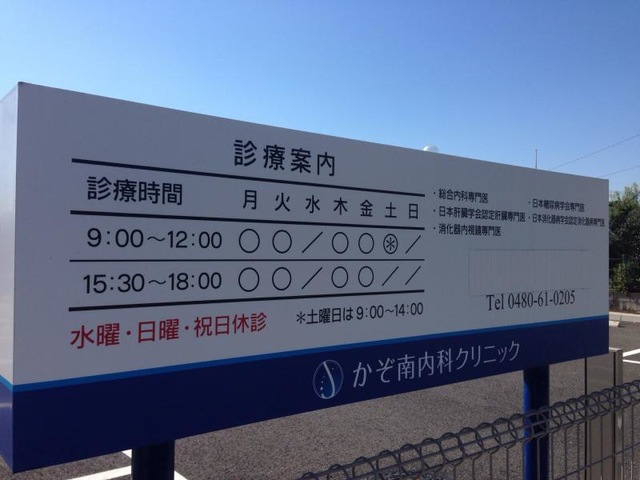 診療案内
診療時間 月 火 水 木 金 土 日
9:00〜12:00 ○ ○ ／ ○ ○ ㊟ ／
15:30〜18:00 ○ ○ ／ ○ ○ ／ ／
水曜・日曜・祝日休診 ＊土曜日は9:00〜14:00
・総合内科専門医 ・日本糖尿病学会専門医
・日本肝臓学会認定肝臓専門医 ・日本消化器病学会認定消化器病専門医
・消化器内視鏡専門医
Tel 0480-61-0205
かぞ南内科クリニック